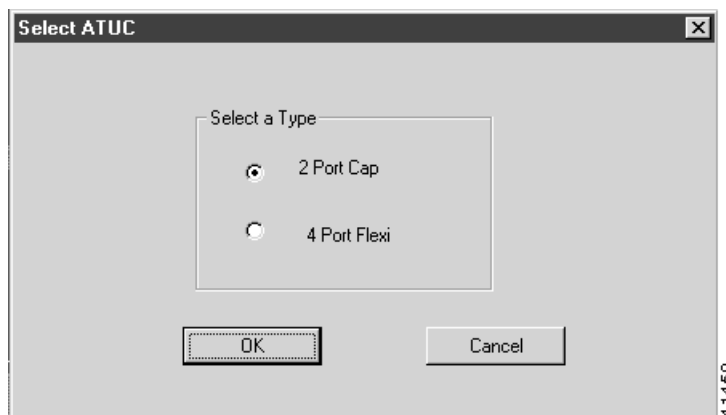 Select ATUC
Select a Type
2 Port Cap
4 Port Flexi
OK
Cancel